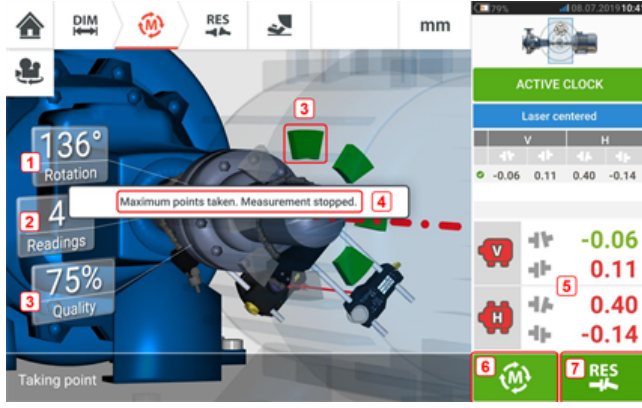 DIM
M
RES
mm
79%
08.07.2019 10:41
136°
Rotation
1
3
Maximum points taken. Measurement stopped.
4
4
Readings
2
75%
Quality
3
Taking point
ACTIVE CLOCK
Laser centered
V
H
-0.06
0.11
0.40
-0.14
V
-0.06
0.11
5
H
0.40
-0.14
6
M
7
RES